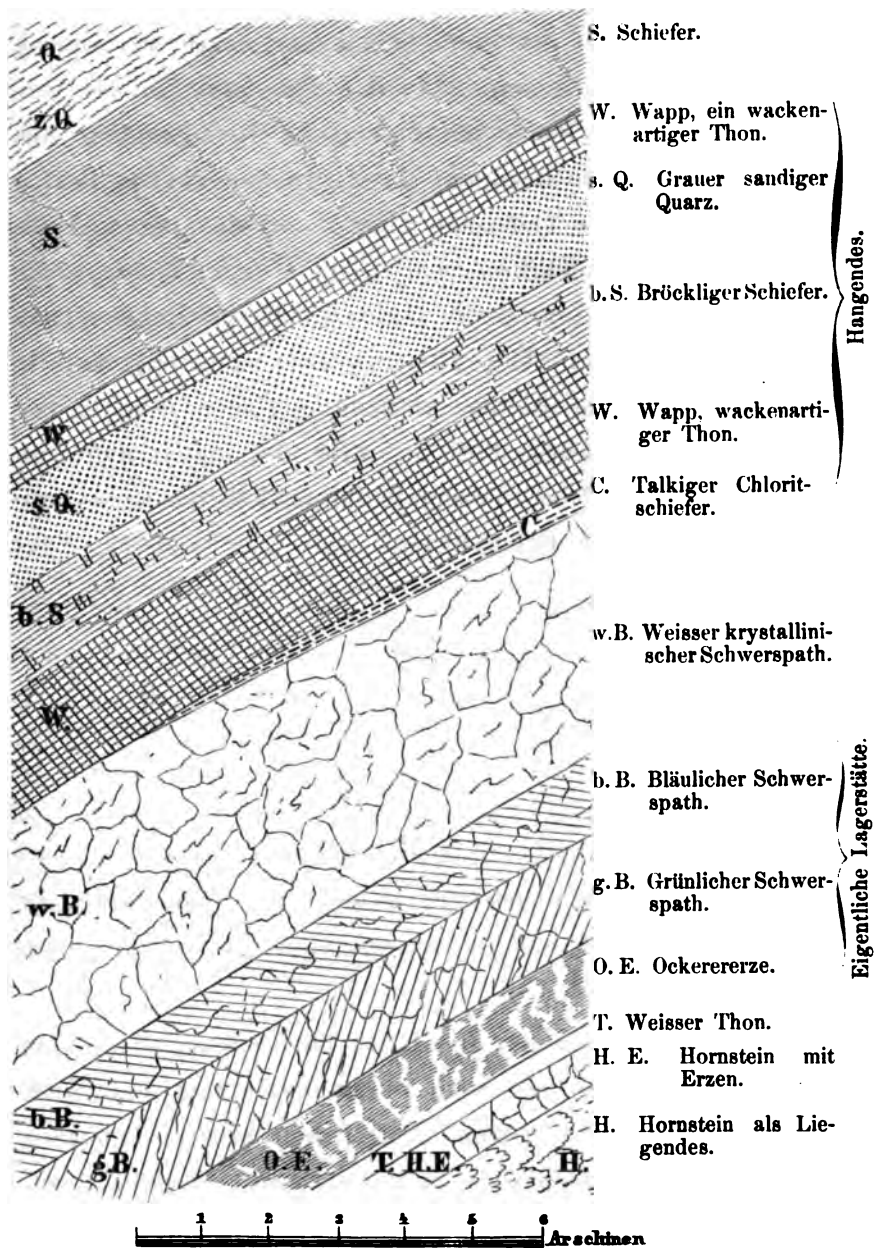 Q.
z.Q.
S.
W.
s.Q.
b.S.
W.
C
w.B.
b.B.
g.B.
O.E.
T.
H.E.
H.
S. Schiefer.
W. Wapp, ein wacken-
artiger Thon.
s. Q. Grauer sandiger
Quarz.
b. S. Bröckliger Schiefer.
W. Wapp, wackenarti-
ger Thon.
C. Talkiger Chlorit-
schiefer.
Hangendes.
w. B. Weisser krystallini-
scher Schwerspath.
b. B. Bläulicher Schwer-
spath.
g. B. Grünlicher Schwer-
spath.
O. E. Ockerererze.
Eigentliche Lagerstätte.
T. Weisser Thon.
H. E. Hornstein mit
Erzen.
H. Hornstein als Lie-
gendes.
1 2 3 4 5 6
Arschinen